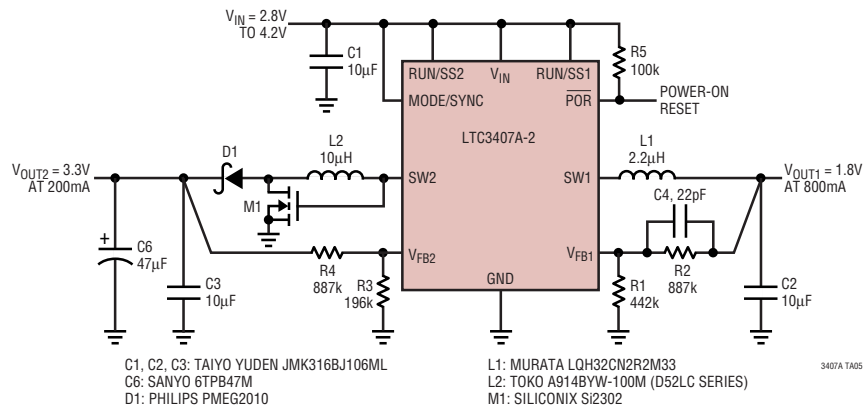 VIN = 2.8V
TO 4.2V
C1
10µF
RUN/SS2
VIN
RUN/SS1
R5
100k
MODE/SYNC
POR
POWER-ON
RESET
LTC3407A-2
VOUT2 = 3.3V
AT 200mA
D1
L2
10µH
M1
SW2
SW1
L1
2.2µH
VOUT1 = 1.8V
AT 800mA
C4, 22pF
+
C6
47µF
C3
10µF
R4
887k
R3
196k
VFB2
GND
VFB1
R1
442k
R2
887k
C2
10µF
C1, C2, C3: TAIYO YUDEN JMK316BJ106ML
C6: SANYO 6TPB47M
D1: PHILIPS PMEG2010
L1: MURATA LQH32CN2R2M33
L2: TOKO A914BYW-100M (D52LC SERIES)
M1: SILICONIX Si2302
3407A TA05